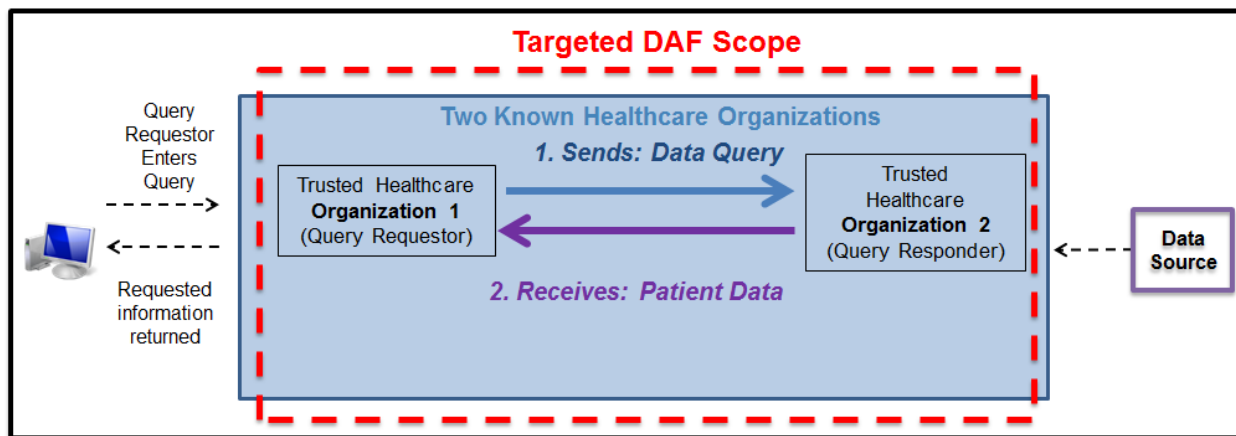 Targeted DAF Scope
Two Known Healthcare Organizations
Query
Requestor
Enters
Query
1. Sends: Data Query
Trusted Healthcare
Organization 1
(Query Requestor)
Trusted
Healthcare
Organization 2
(Query Responder)
Data
Source
Requested
information
returned
2. Receives: Patient Data